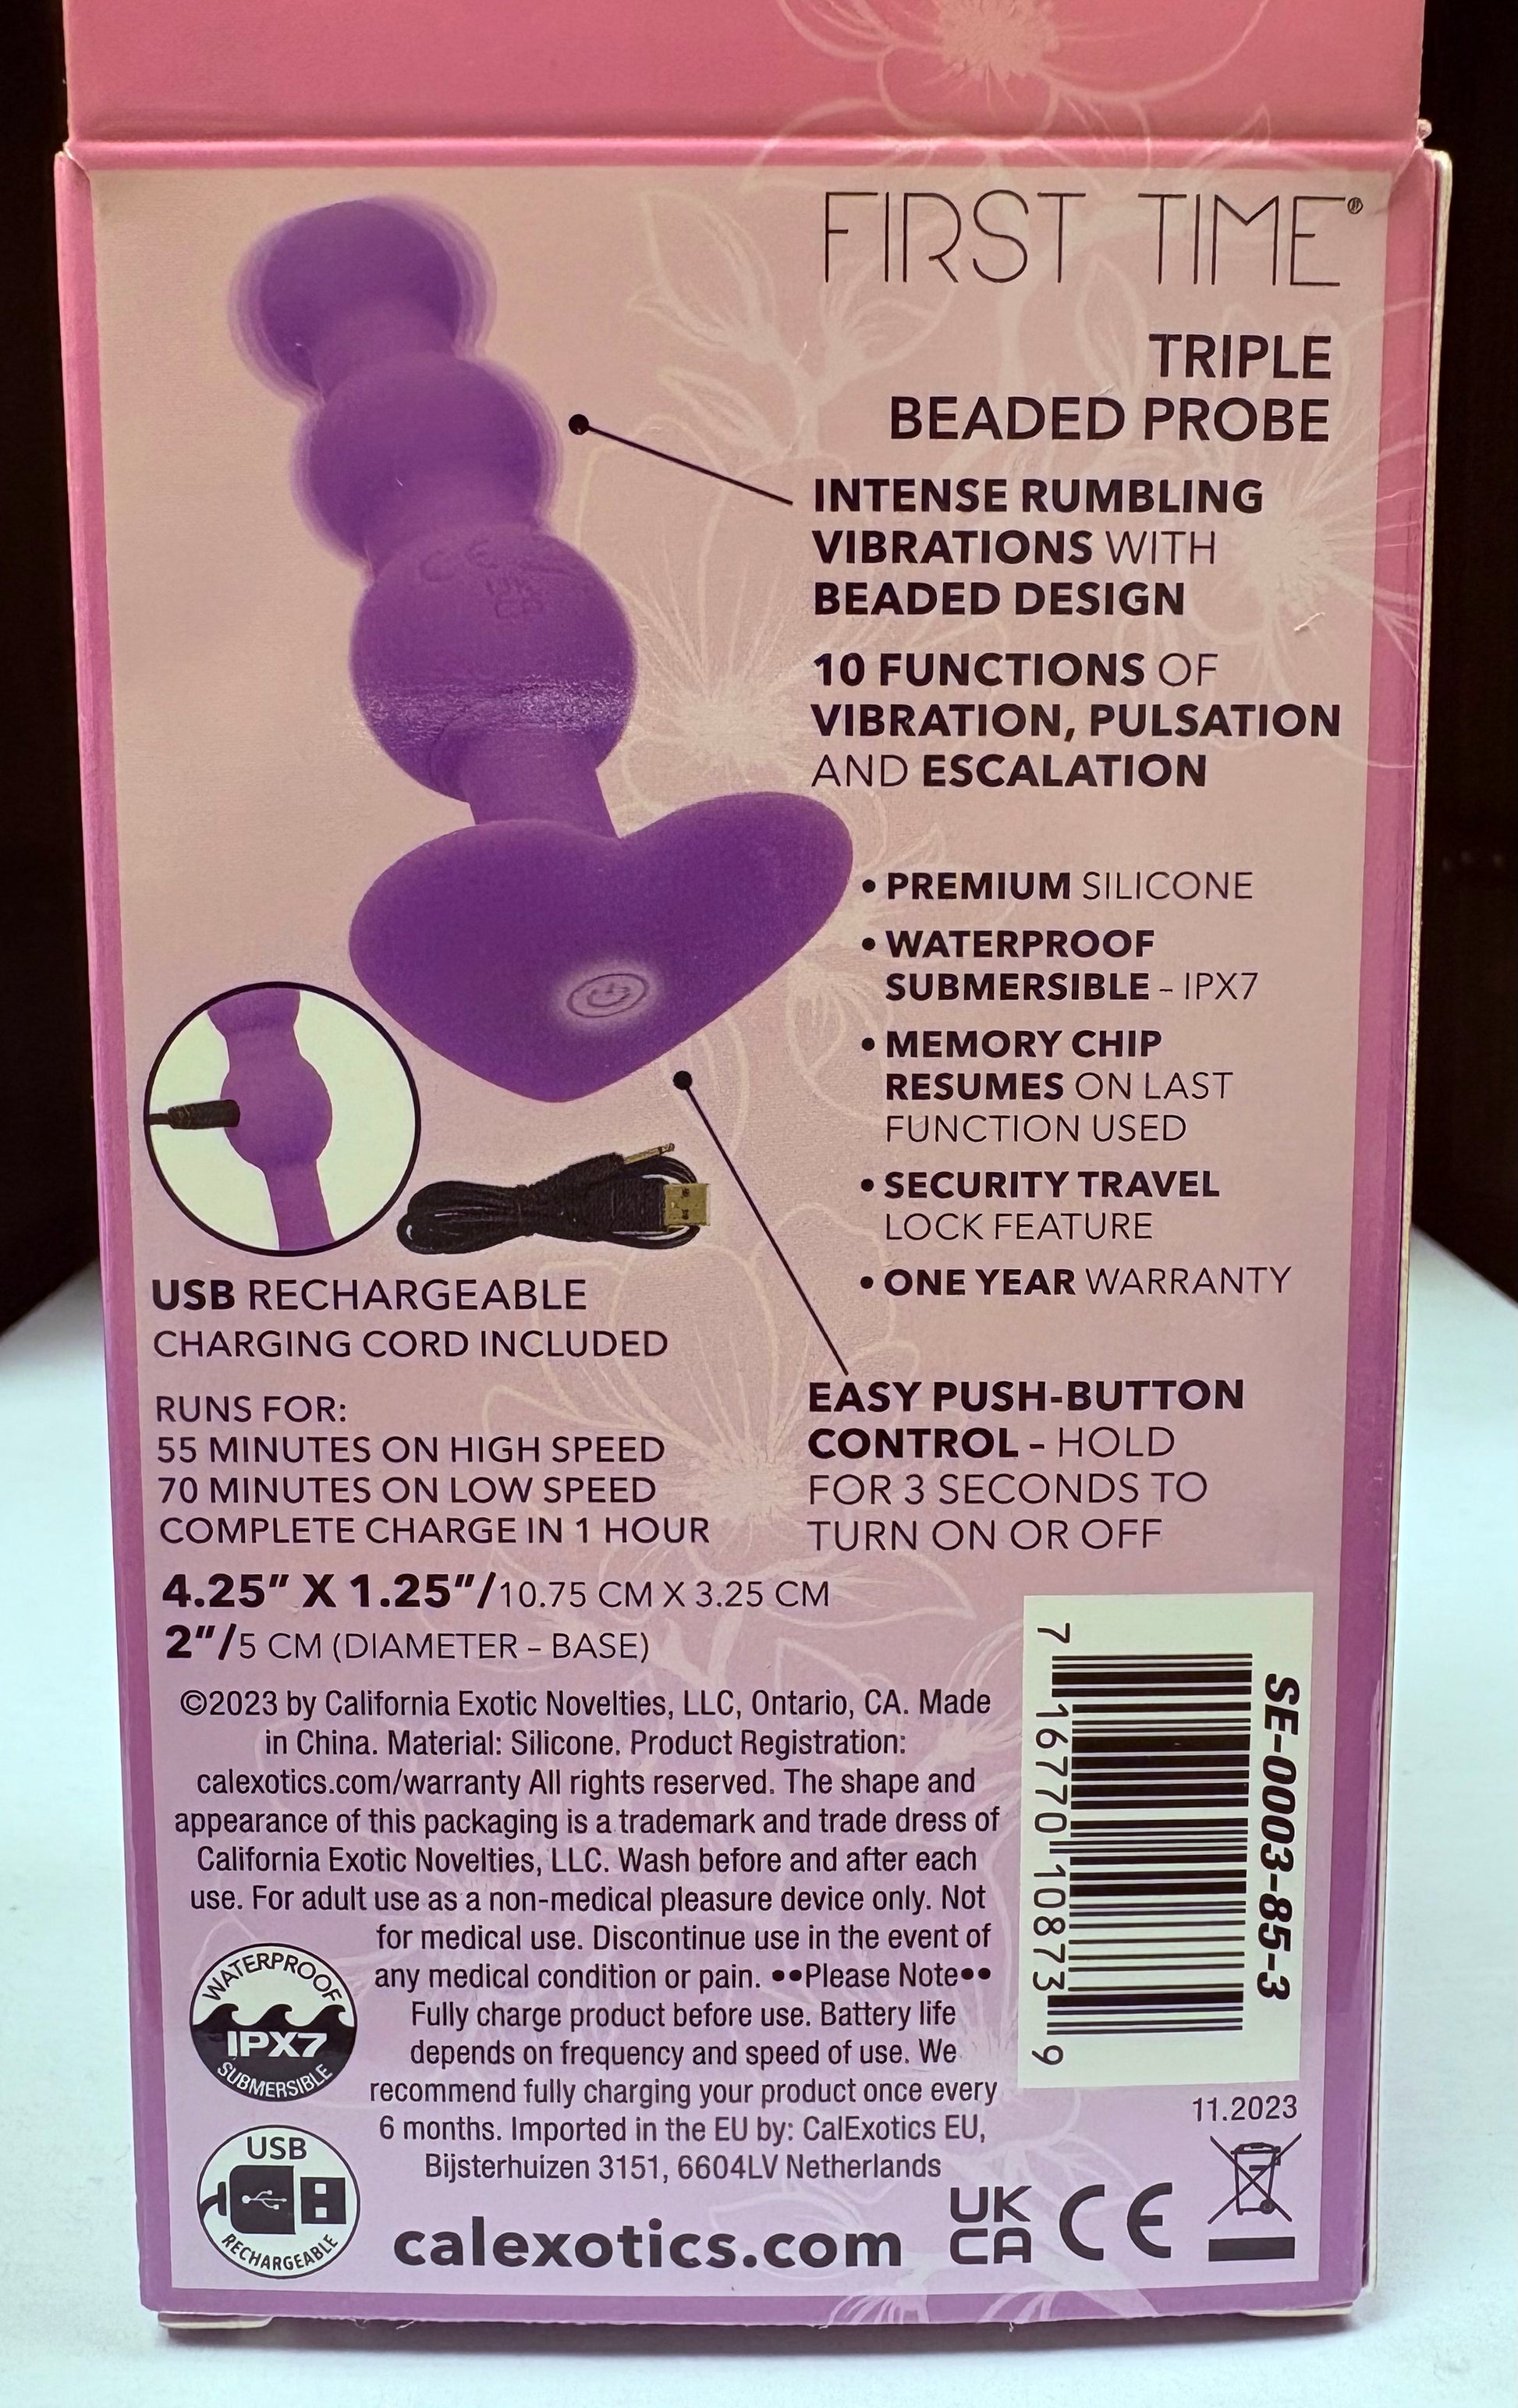 FIRST TIME®
TRIPLE
BEADED PROBE
INTENSE RUMBLING
VIBRATIONS WITH
BEADED DESIGN
10 FUNCTIONS OF
VIBRATION, PULSATION
AND ESCALATION
• PREMIUM SILICONE
• WATERPROOF
SUBMERSIBLE – IPX7
• MEMORY CHIP
RESUMES ON LAST
FUNCTION USED
• SECURITY TRAVEL
LOCK FEATURE
• ONE YEAR WARRANTY
EASY PUSH-BUTTON
CONTROL – HOLD
FOR 3 SECONDS TO
TURN ON OR OFF
CE
UK
CA
USB RECHARGEABLE
CHARGING CORD INCLUDED
RUNS FOR:
55 MINUTES ON HIGH SPEED
70 MINUTES ON LOW SPEED
COMPLETE CHARGE IN 1 HOUR
4.25" X 1.25"/10.75 CM X 3.25 CM
2"/5 CM (DIAMETER – BASE)
©2023 by California Exotic Novelties, LLC, Ontario, CA. Made
in China. Material: Silicone. Product Registration:
calexotics.com/warranty All rights reserved. The shape and
appearance of this packaging is a trademark and trade dress of
California Exotic Novelties, LLC. Wash before and after each
use. For adult use as a non-medical pleasure device only. Not
for medical use. Discontinue use in the event of
any medical condition or pain. ••Please Note••
Fully charge product before use. Battery life
depends on frequency and speed of use. We
recommend fully charging your product once every
6 months. Imported in the EU by: CalExotics EU,
Bijsterhuizen 3151, 6604LV Netherlands
WATERPROOF
IPX7
SUBMERSIBLE
USB
RECHARGEABLE
calexotics.com
UK
CA
CE
SE-0003-85-3
7 16770 10873 9
11.2023